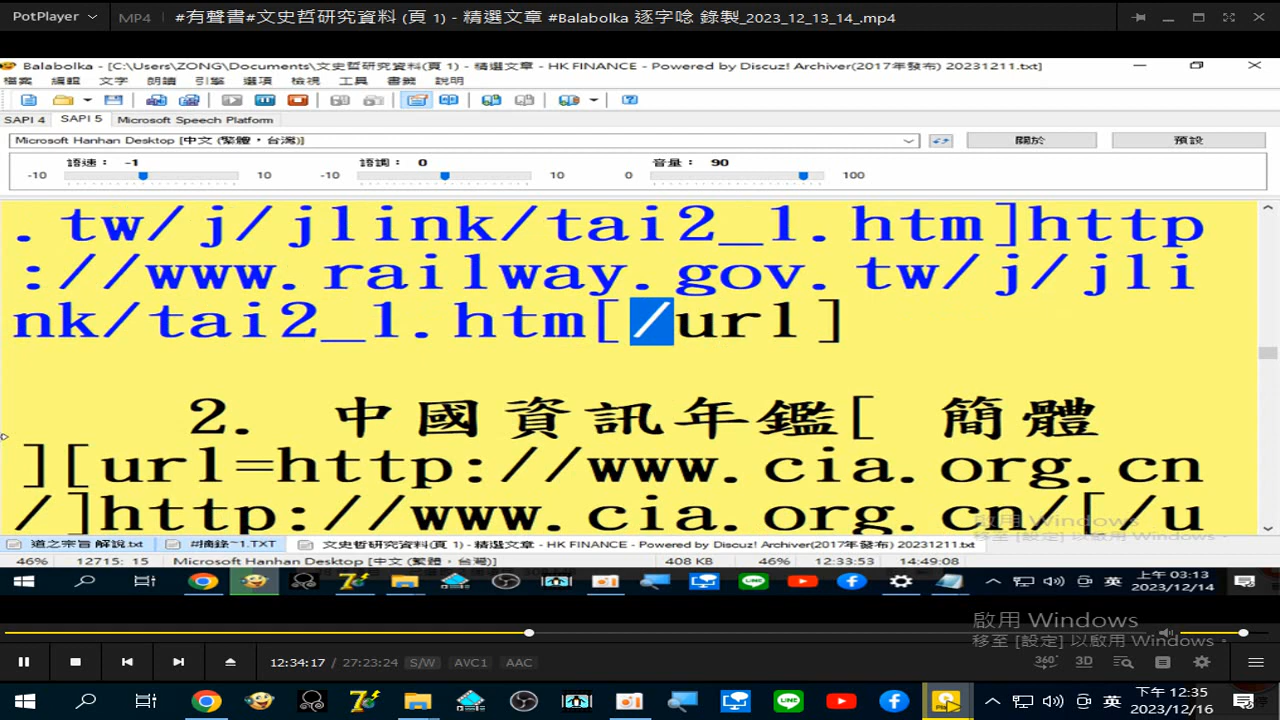 PotPlayer MP4 #有聲書#文史哲研究資料 (頁 1) - 精選文章 #Balabolka 逐字唸 錄製_2023_12_13_14_.mp4
Balabolka - [C:\Users\ZONG\Documents\文史哲研究資料(頁 1) - 精選文章 - HK FINANCE - Powered by Discuz! Archiver(2017年發布) 20231211.txt]
檔案 編輯 文字 朗讀 引擎 選項 檢視 工具 書籤 說明
SAPI 4 SAPI 5 Microsoft Speech Platform
Microsoft Hanhan Desktop [中文 (繁體，台灣)] 關於 預設
語速： -1 語調： 0 音量： 90
-10 10 -10 10 0 100
. tw/j/jlink/tai2_1.htm]http
://www.railway.gov.tw/j/jli
nk/tai2_1.htm[/url]
2. 中國資訊年鑑[ 簡體
][url=http://www.cia.org.cn
/]http://www.cia.org.cn/[/u
啟用 Windows
移至 [設定] 以啟用 Windows。
道之宗旨 解說.txt #摘錄~1.TXT 文史哲研究資料(頁 1) - 精選文章 - HK FINANCE - Powered by Discuz! Archiver(2017年發布) 20231211.txt
46% 12715: 15 Microsoft Hanhan Desktop [中文 (繁體，台灣)] 408 KB 46% 12:33:53 14:49:08
英 上午 03:13
2023/12/14
啟用 Windows
移至 [設定] 以啟用 Windows。
12:34:17 / 27:23:24 S/W AVC1 AAC 360° 3D
英 下午 12:35
2023/12/16